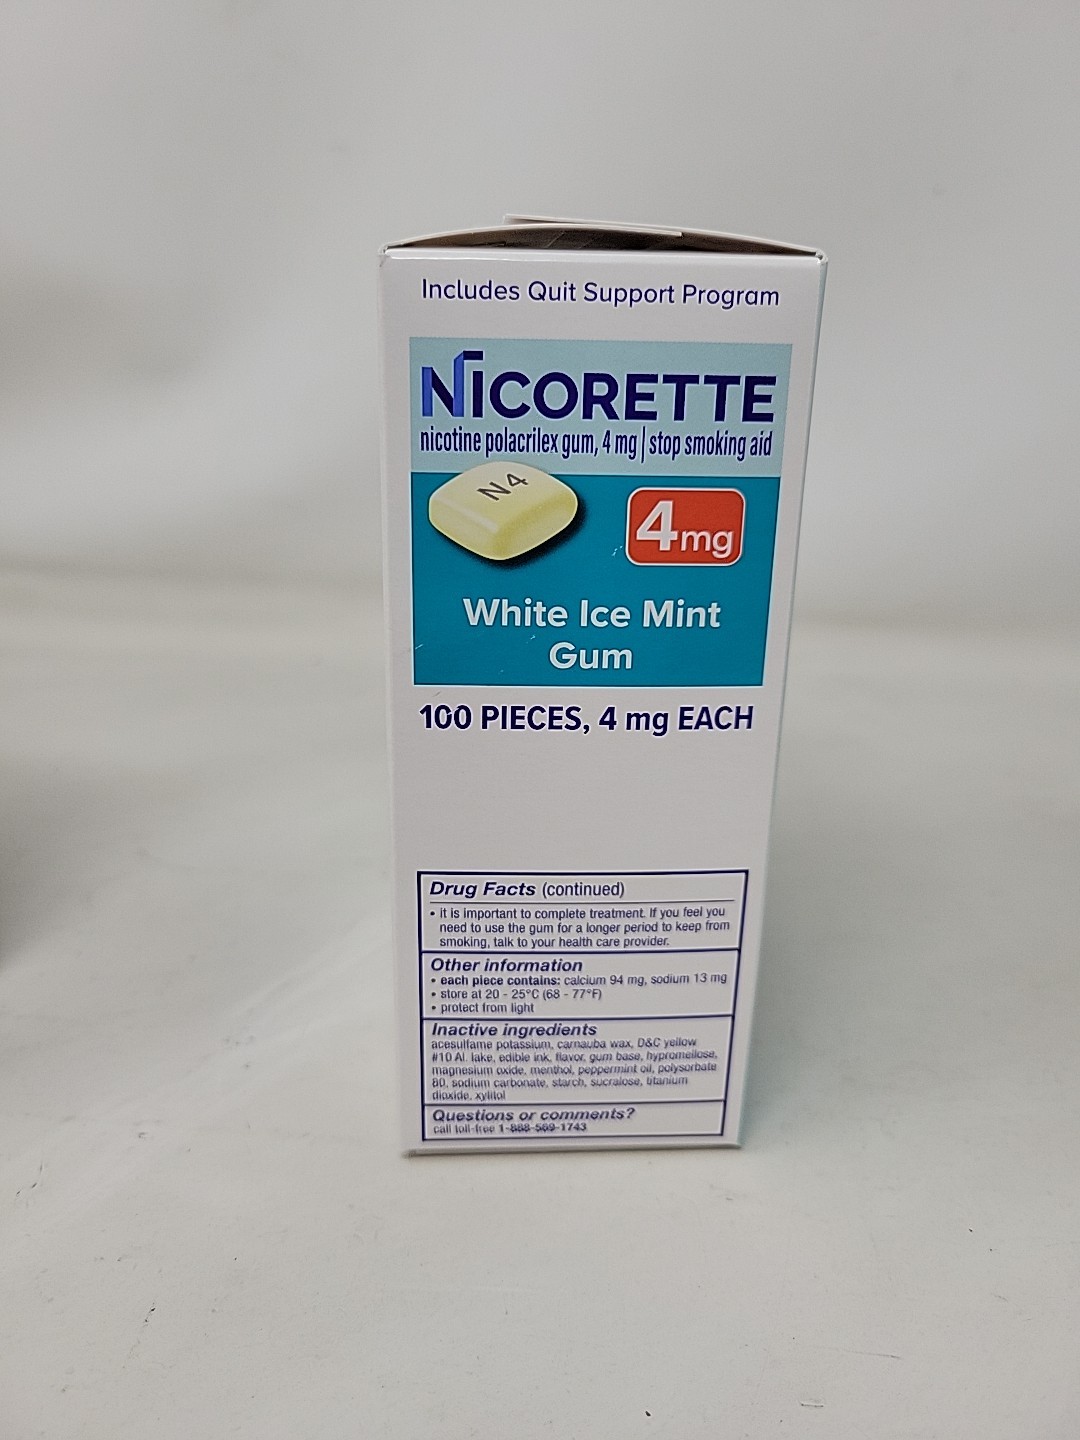 Includes Quit Support Program
NICORETTE
nicotine polacrilex gum, 4 mg | stop smoking aid
N4
4mg
White Ice Mint
Gum
100 PIECES, 4 mg EACH
Drug Facts (continued)
• it is important to complete treatment. If you feel you
need to use the gum for a longer period to keep from
smoking, talk to your health care provider.
Other information
• each piece contains: calcium 94 mg, sodium 13 mg
• store at 20 - 25°C (68 - 77°F)
• protect from light
Inactive ingredients
acesulfame potassium, carnauba wax, D&C yellow
#10 Al. lake, edible ink, flavor, gum base, hypromellose,
magnesium oxide, menthol, peppermint oil, polysorbate
80, sodium carbonate, starch, sucralose, titanium
dioxide, xylitol
Questions or comments?
call toll-free 1-888-569-1743